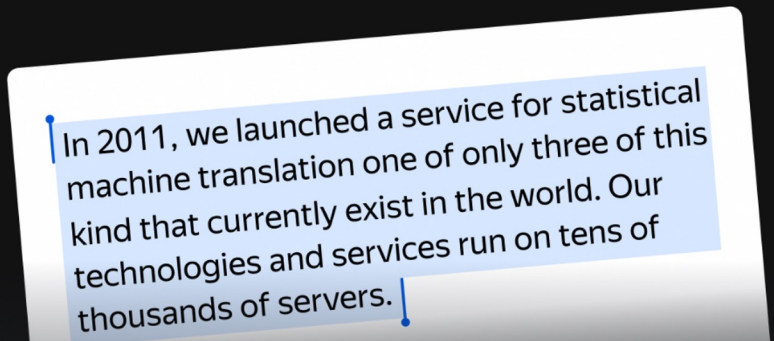 In 2011, we launched a service for statistical
machine translation one of only three of this
kind that currently exist in the world. Our
technologies and services run on tens of
thousands of servers.